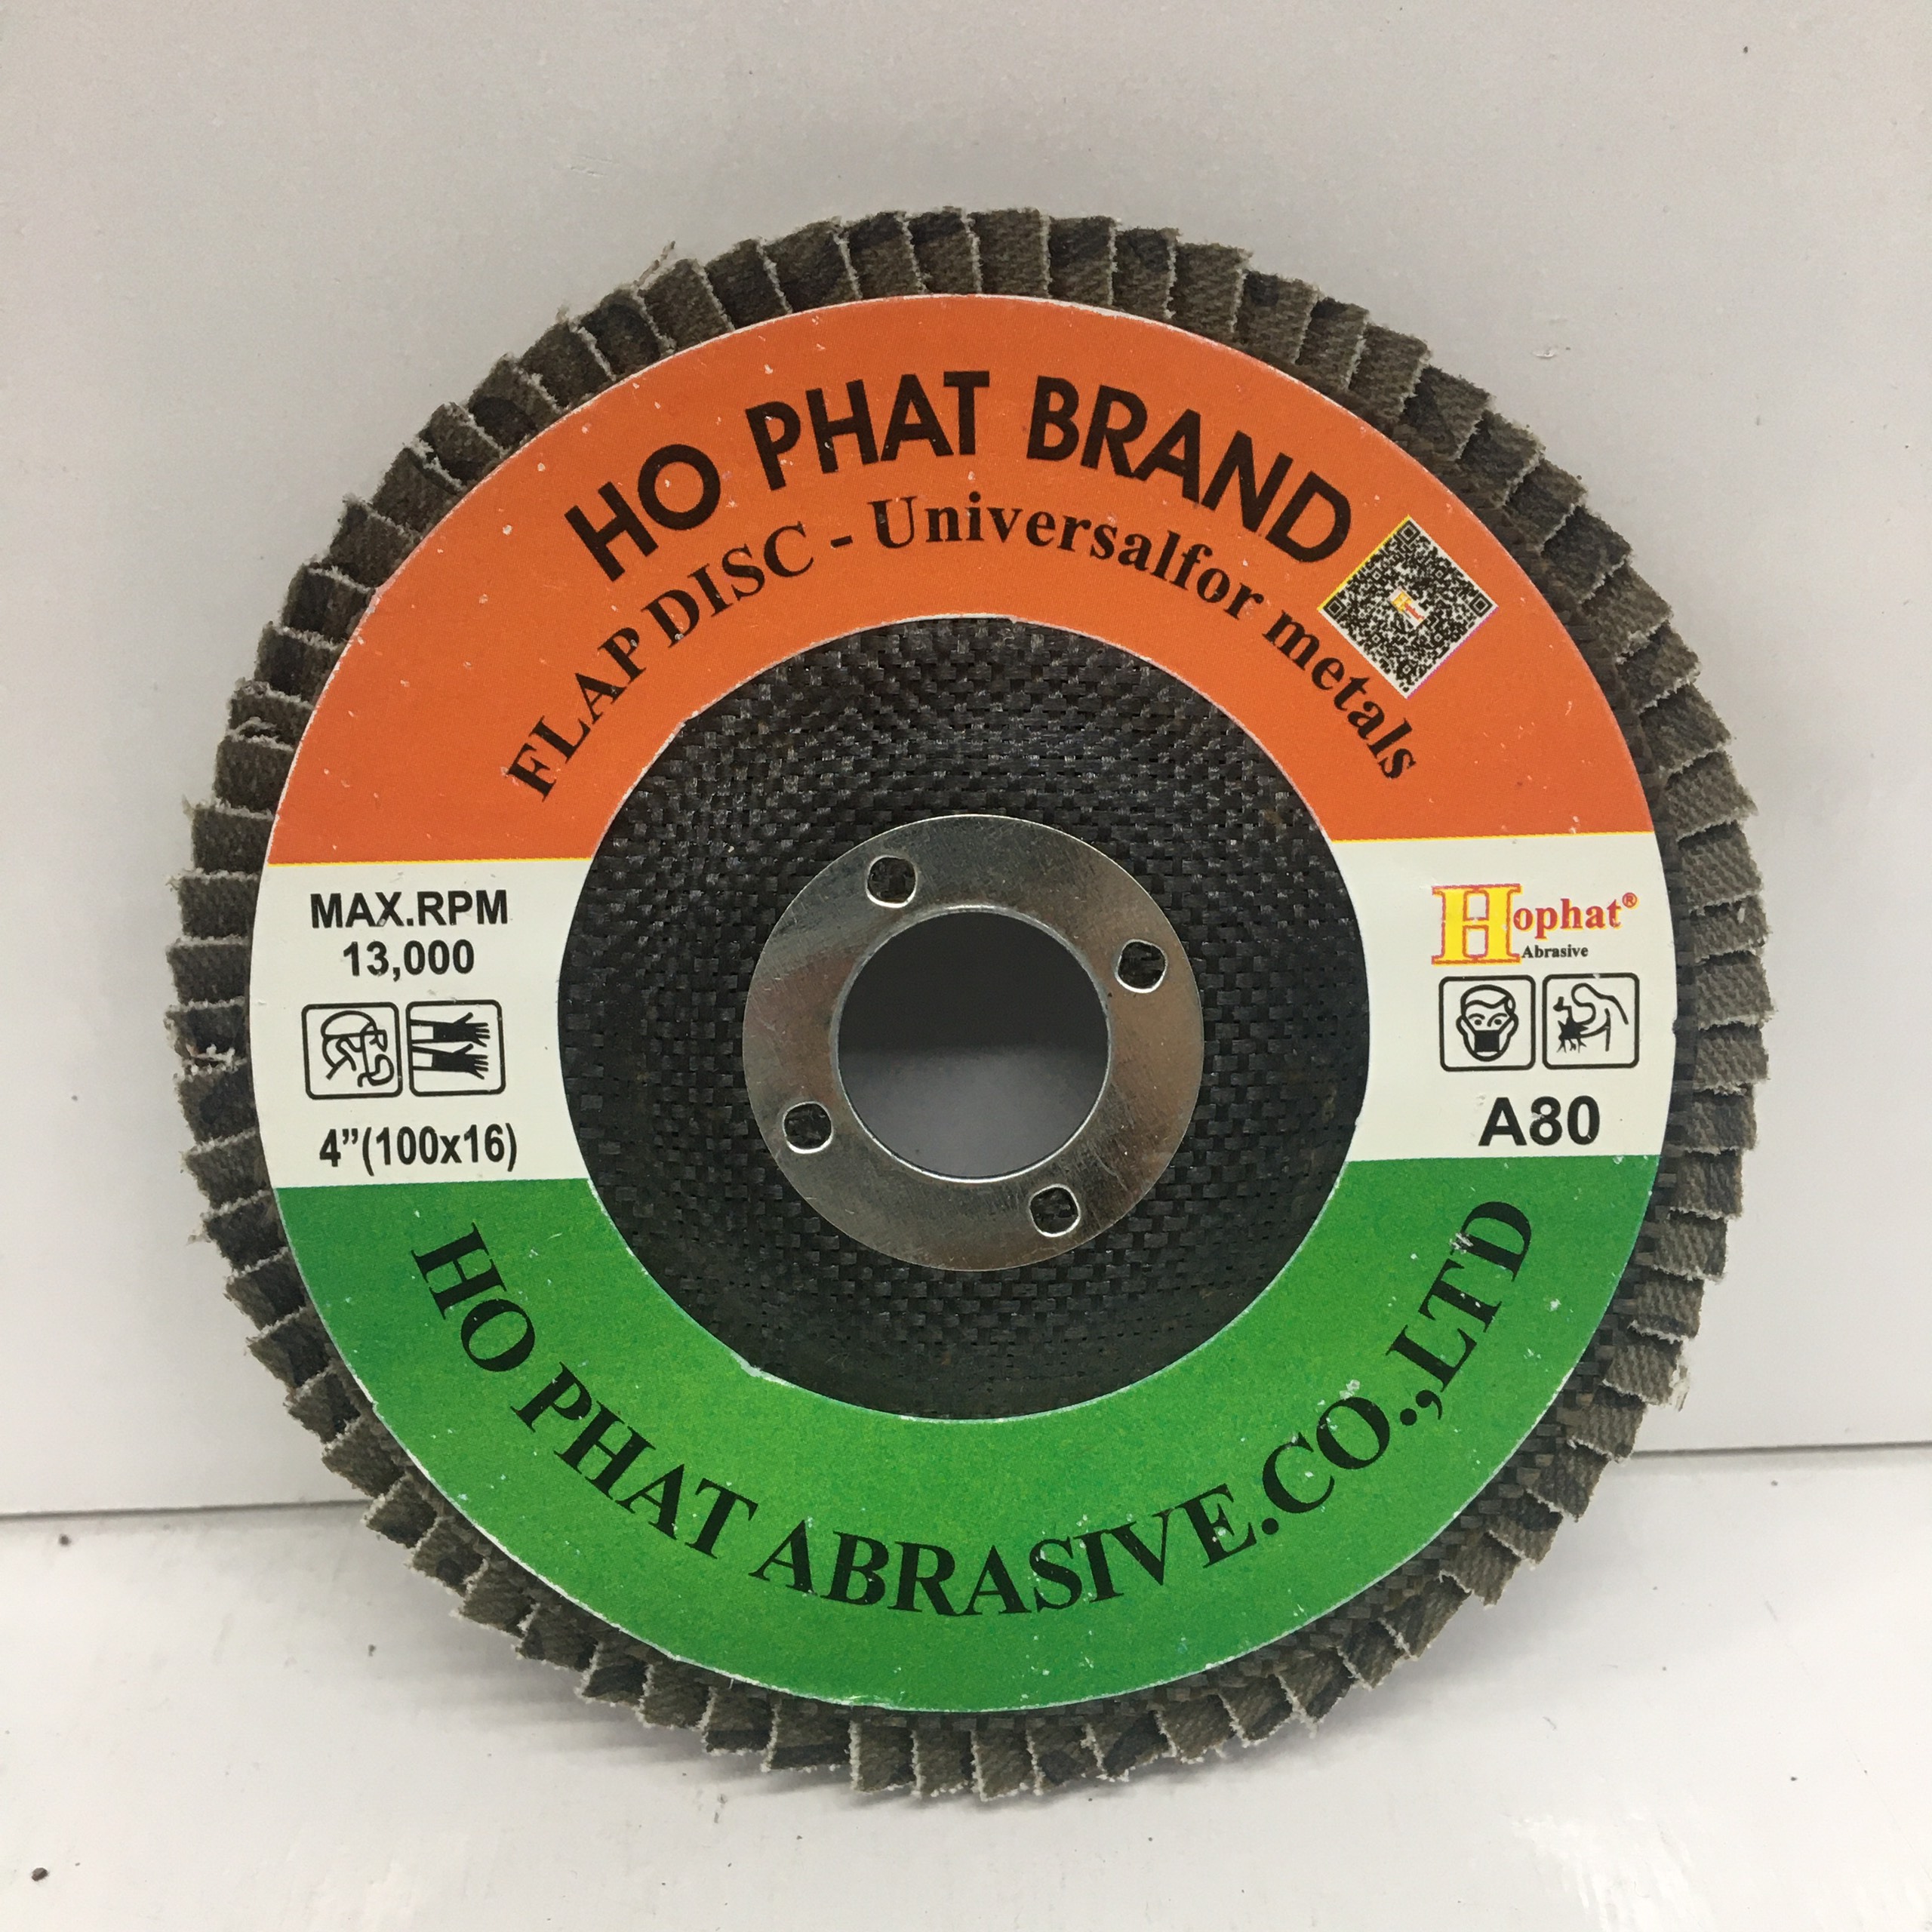 HO PHAT BRAND
FLAP DISC - Universalfor metals
MAX.RPM
13,000
4”(100x16)
Hophat®
Abrasive
A80
HO PHAT ABRASIVE.CO.,LTD